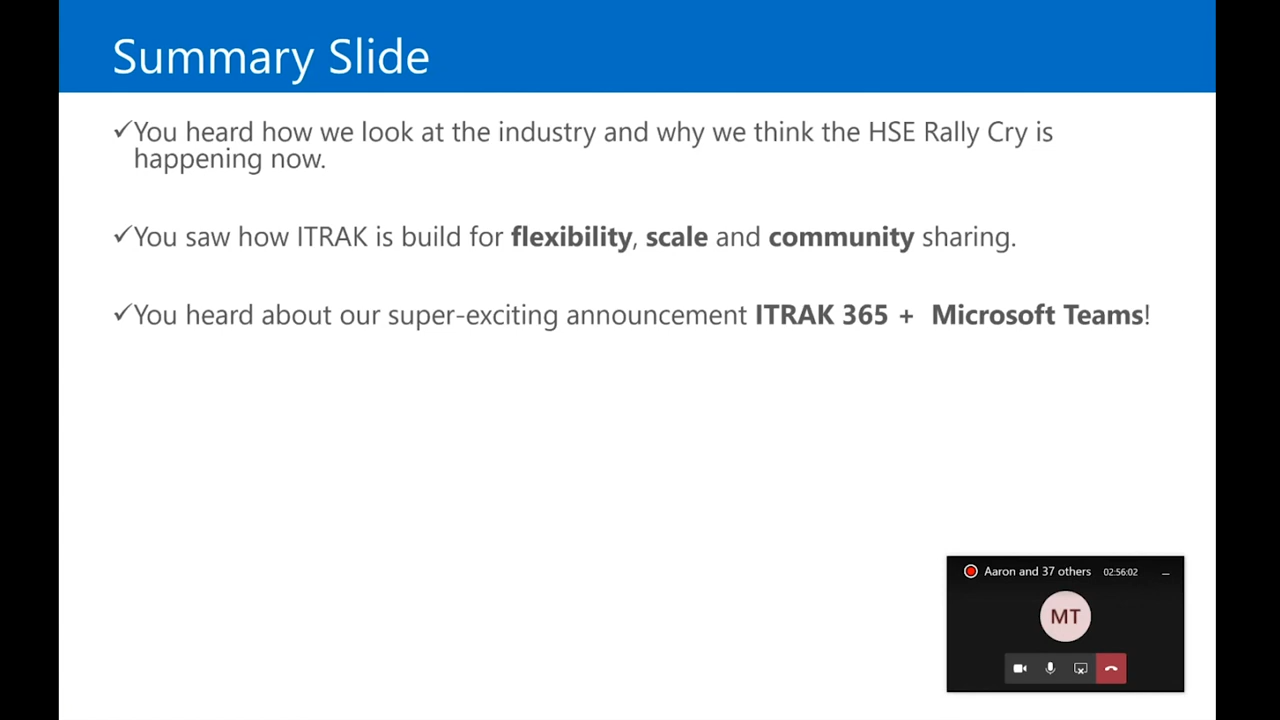 Summary Slide
✓You heard how we look at the industry and why we think the HSE Rally Cry is
happening now.
✓You saw how ITRAK is build for flexibility, scale and community sharing.
✓You heard about our super-exciting announcement ITRAK 365 +  Microsoft Teams!
Aaron and 37 others 02:56:02
MT